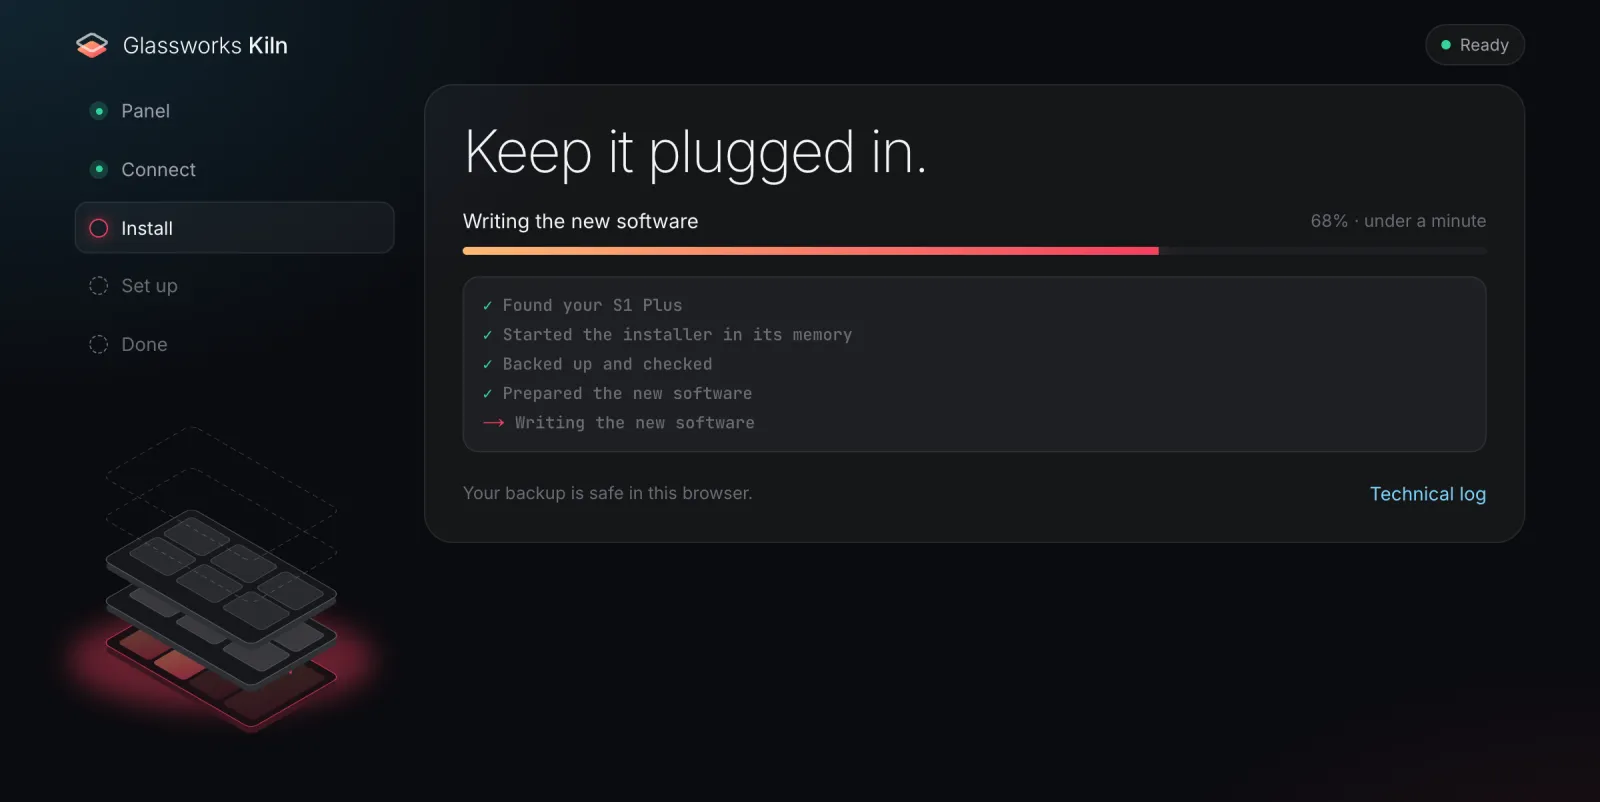 Glassworks Kiln
Ready
Panel
Connect
Install
Set up
Done
Keep it plugged in.
Writing the new software
68% · under a minute
✓ Found your S1 Plus
✓ Started the installer in its memory
✓ Backed up and checked
✓ Prepared the new software
⟶ Writing the new software
Your backup is safe in this browser.
Technical log